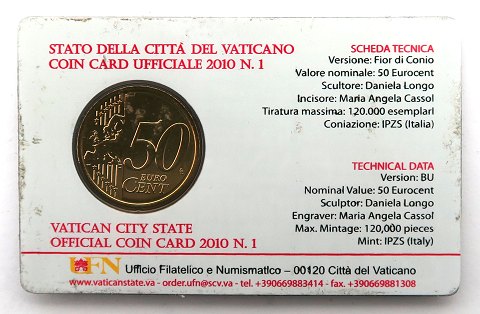 STATO DELLA CITTÁ DEL VATICANO
COIN CARD UFFICIALE 2010 N. 1
50
EURO
CENT
VATICAN CITY STATE
OFFICIAL COIN CARD 2010 N. 1
SCHEDA TECNICA
Versione: Fior di Conio
Valore nominale: 50 Eurocent
Scultore: Daniela Longo
Incisore: Maria Angela Cassol
Tiratura massima: 120.000 esemplari
Coniazione: IPZS (Italia)
TECHNICAL DATA
Version: BU
Nominal Value: 50 Eurocent
Sculptor: Daniela Longo
Engraver: Maria Angela Cassol
Max. Mintage: 120,000 pieces
Mint: IPZS (Italy)
UFN Ufficio Filatelico e Numismatico – 00120 Città del Vaticano
www.vaticanstate.va - order.ufn@scv.va - tel. +390669883414 - fax. +390669881308